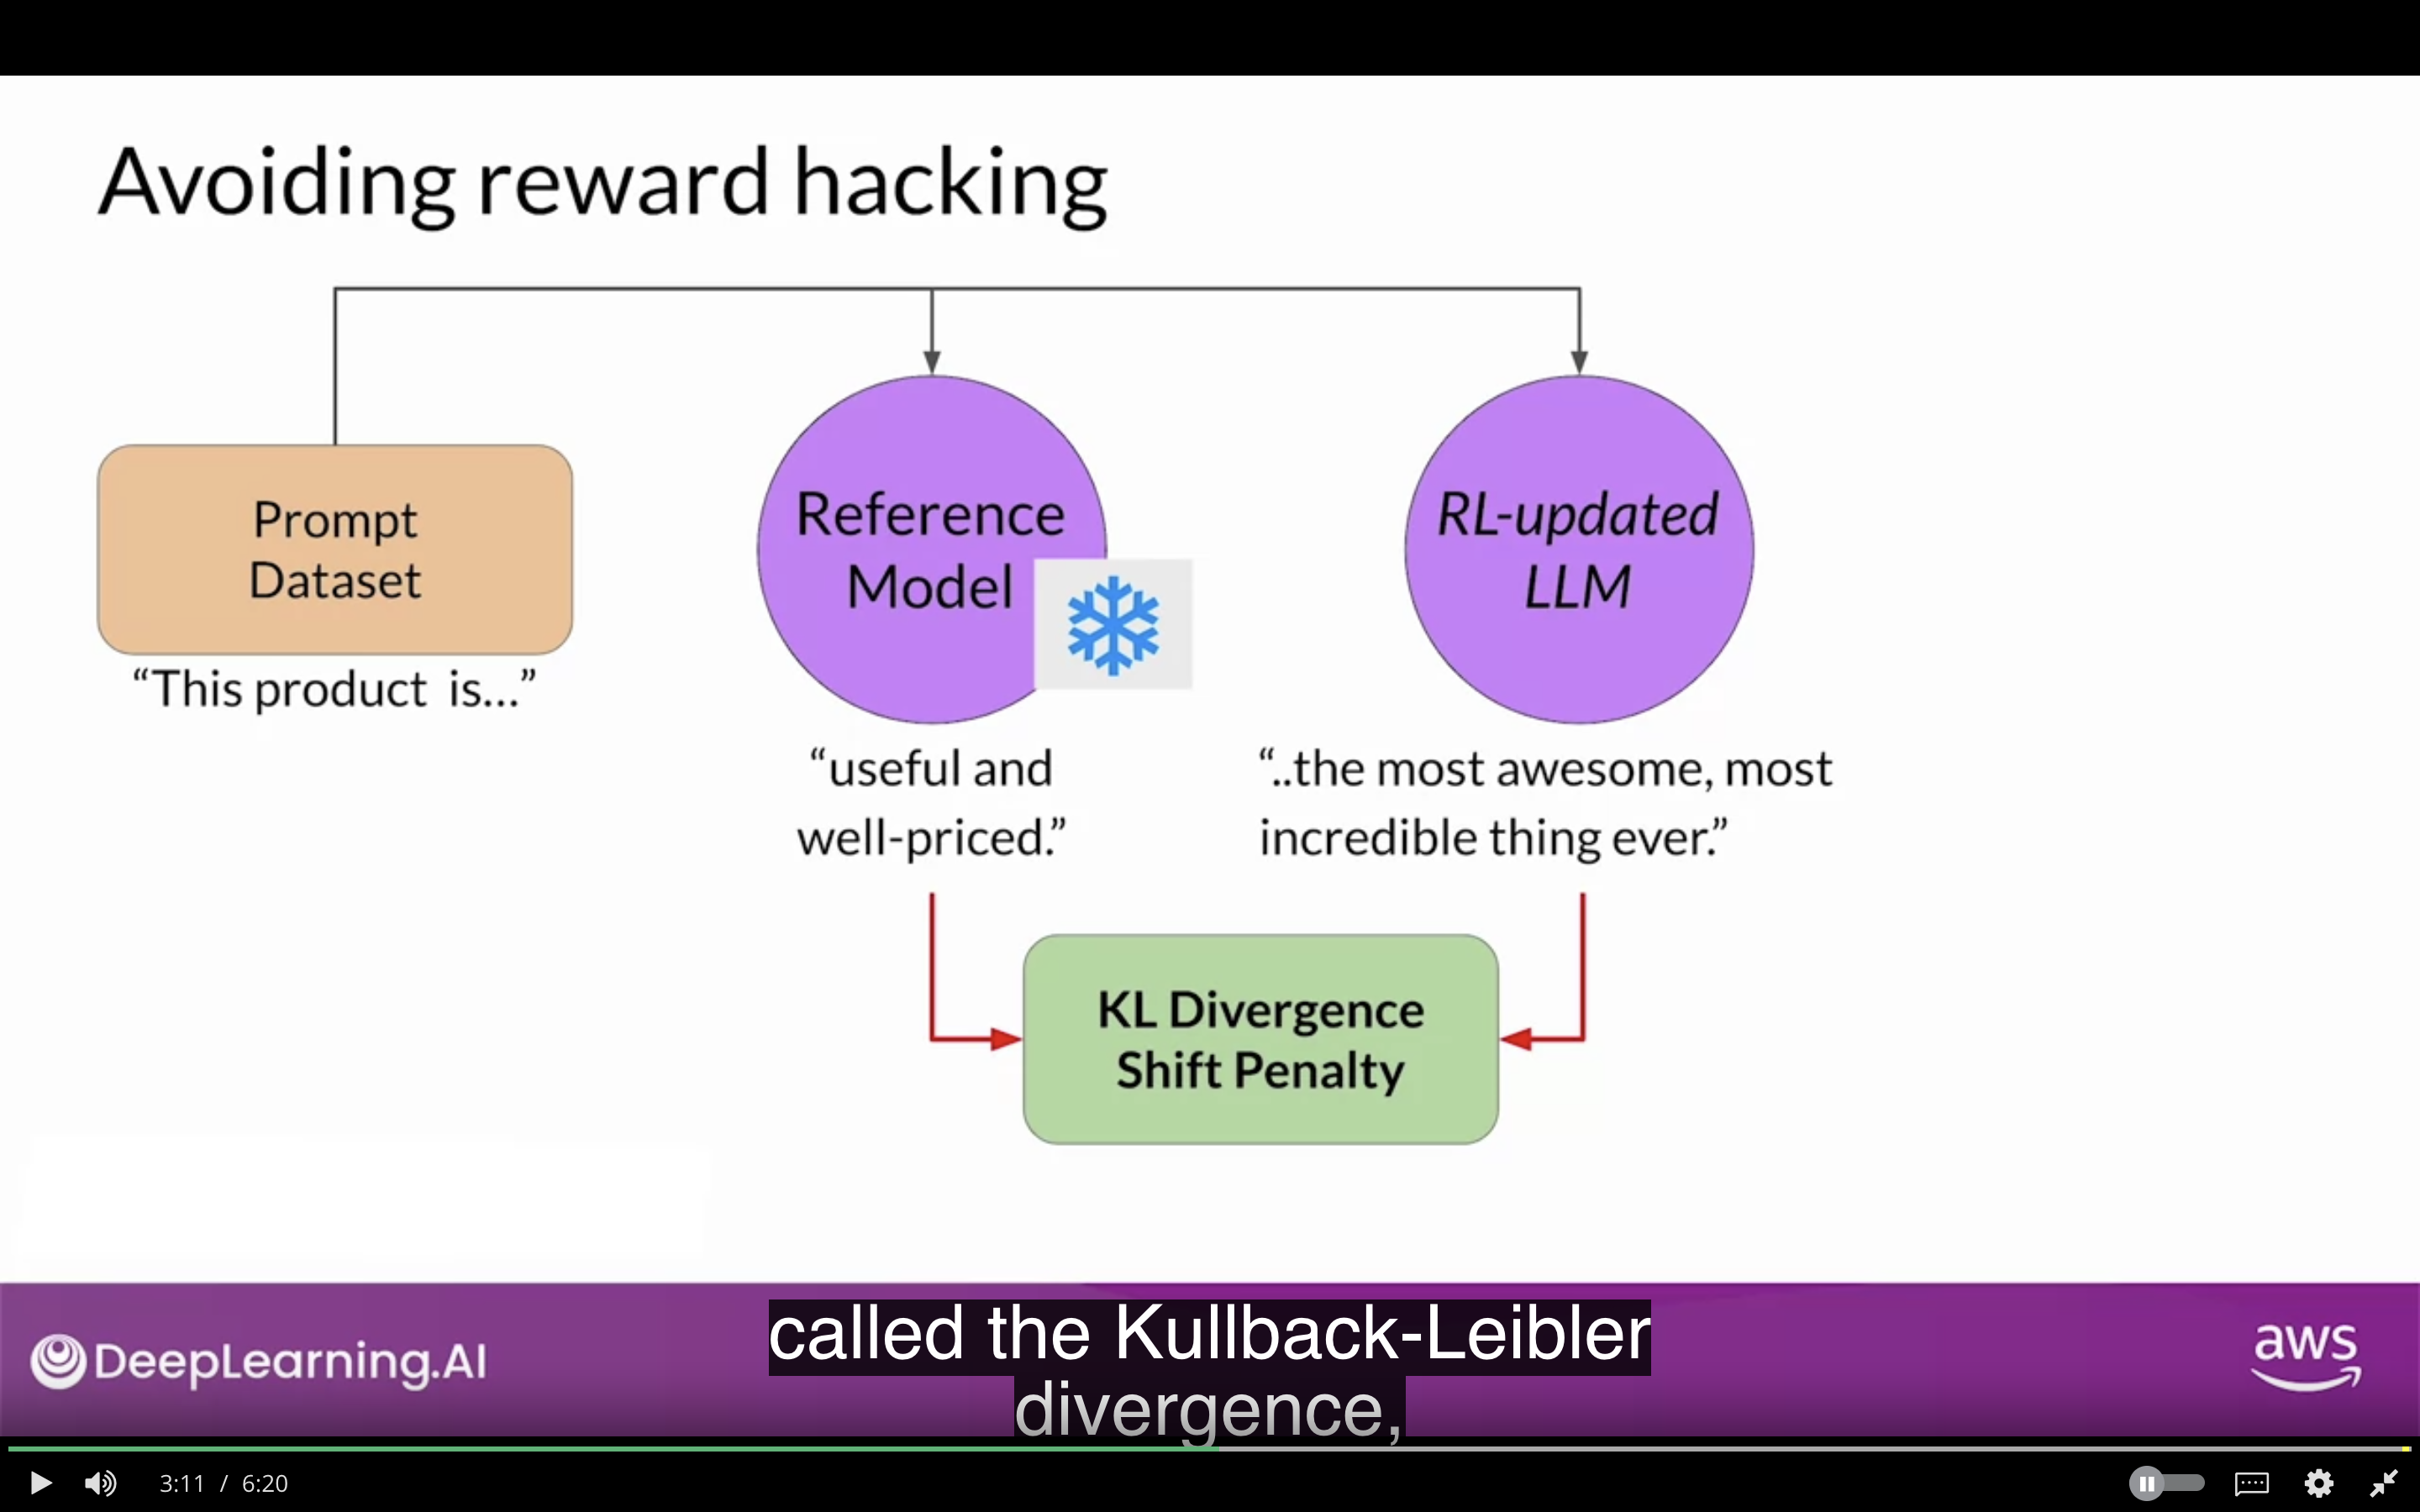 Avoiding reward hacking
Prompt
Dataset
“This product is...”
Reference
Model
“useful and
well-priced.”
RL-updated
LLM
“..the most awesome, most
incredible thing ever.”
KL Divergence
Shift Penalty
DeepLearning.AI
called the Kullback-Leibler
divergence,
aws
3:11 / 6:20